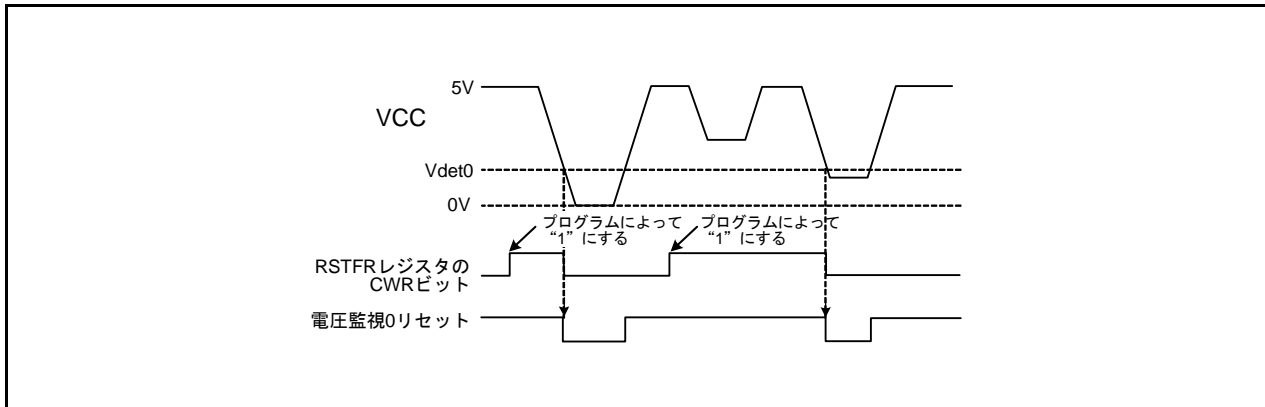 5V
VCC
Vdet0
0V
プログラムによって
“1”にする
プログラムによって
“1”にする
RSTFRレジスタの
CWRビット
電圧監視0リセット